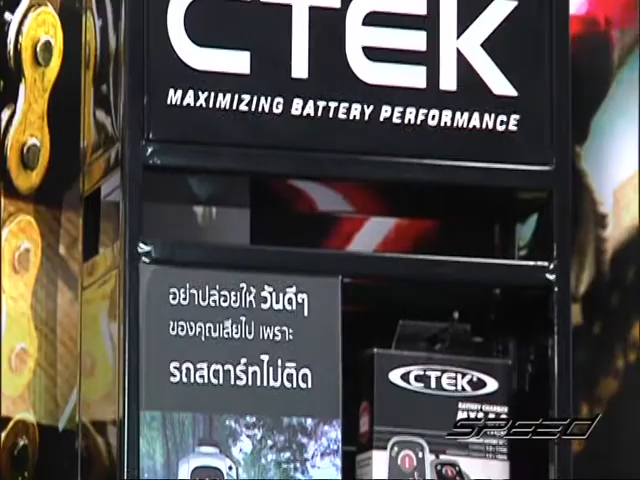 CTEK
MAXIMIZING BATTERY PERFORMANCE
อย่าปล่อยให้ วันดีๆ
ของคุณเสียไป เพราะ
รถสตาร์ทไม่ติด
CTEK
BATTERY CHARGER
SPEED